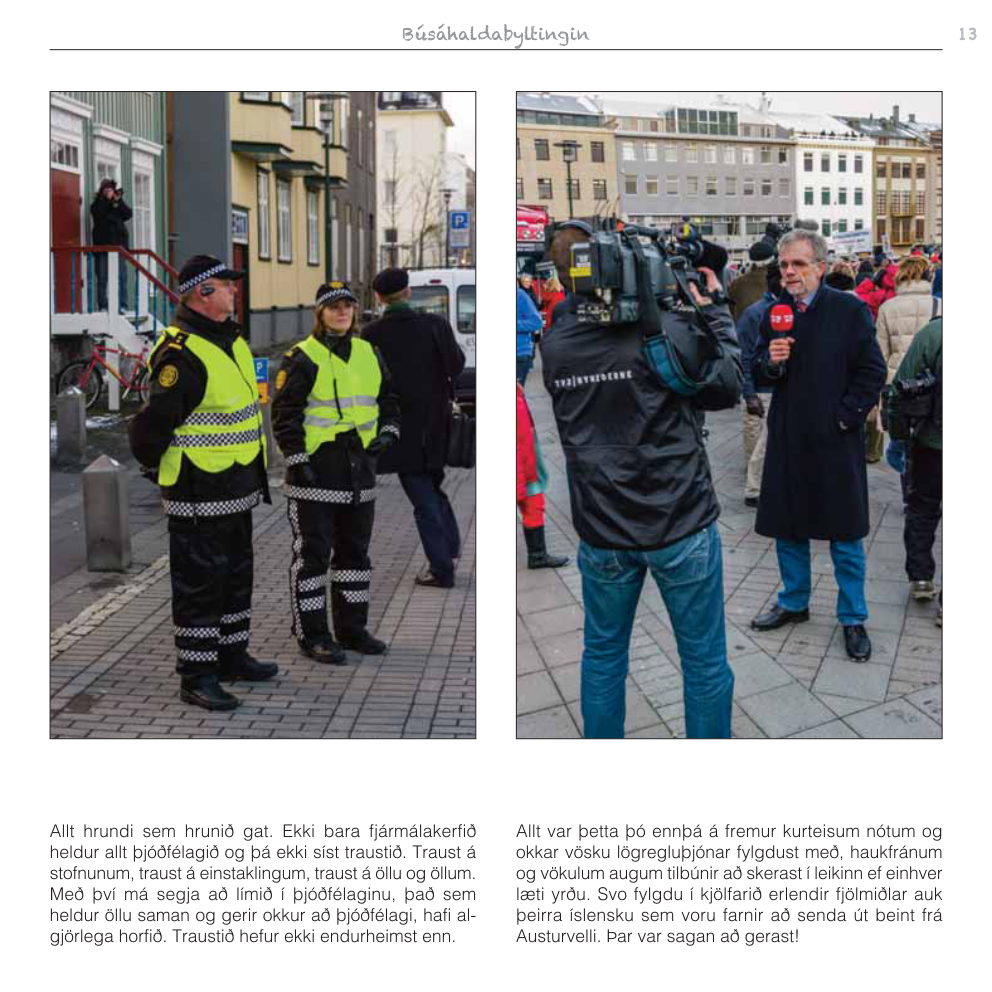 Búsáhaldabyltingin
13
P
TV2|NYHEDERNE
Allt hrundi sem hrunið gat. Ekki bara fjármálakerfið
heldur allt þjóðfélagið og þá ekki síst traustið. Traust á
stofnunum, traust á einstaklingum, traust á öllu og öllum.
Með því má segja að límið í þjóðfélaginu, það sem
heldur öllu saman og gerir okkur að þjóðfélagi, hafi al-
gjörlega horfið. Traustið hefur ekki endurheimst enn.
Allt var þetta þó ennþá á fremur kurteisum nótum og
okkar vösku lögregluþjónar fylgdust með, haukfránum
og vökulum augum tilbúnir að skerast í leikinn ef einhver
læti yrðu. Svo fylgdu í kjölfarið erlendir fjölmiðlar auk
þeirra íslensku sem voru farnir að senda út beint frá
Austurvelli. Þar var sagan að gerast!